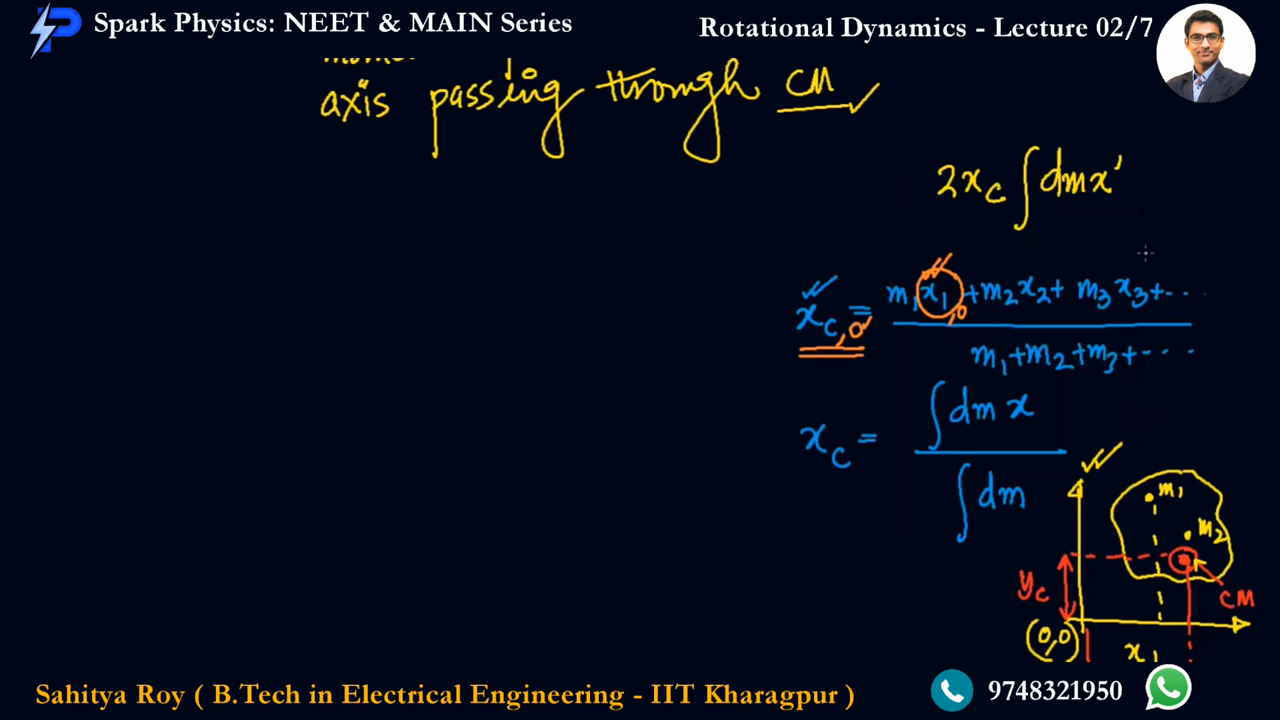 Spark Physics: NEET & MAIN Series
Rotational Dynamics - Lecture 02/7
axis passing through CM ✓
2x_C ∫dmx'
x_C,0 = (m₁x₁,0 + m₂x₂ + m₃x₃ + ...) / (m₁ + m₂ + m₃ + ...)
x_C = ∫dm x / ∫dm
m₁
m₂
y_C
CM
(0,0)
x₁
Sahitya Roy ( B.Tech in Electrical Engineering - IIT Kharagpur )
9748321950